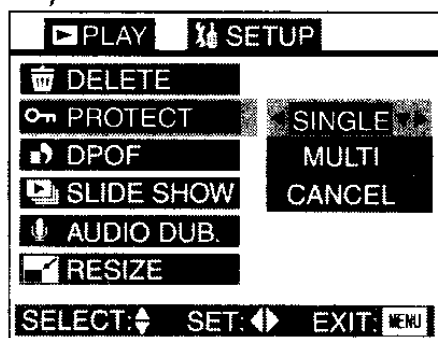 PLAY SETUP
DELETE
PROTECT SINGLE
DPOF MULTI
SLIDE SHOW CANCEL
AUDIO DUB.
RESIZE
SELECT: SET: EXIT: MENU